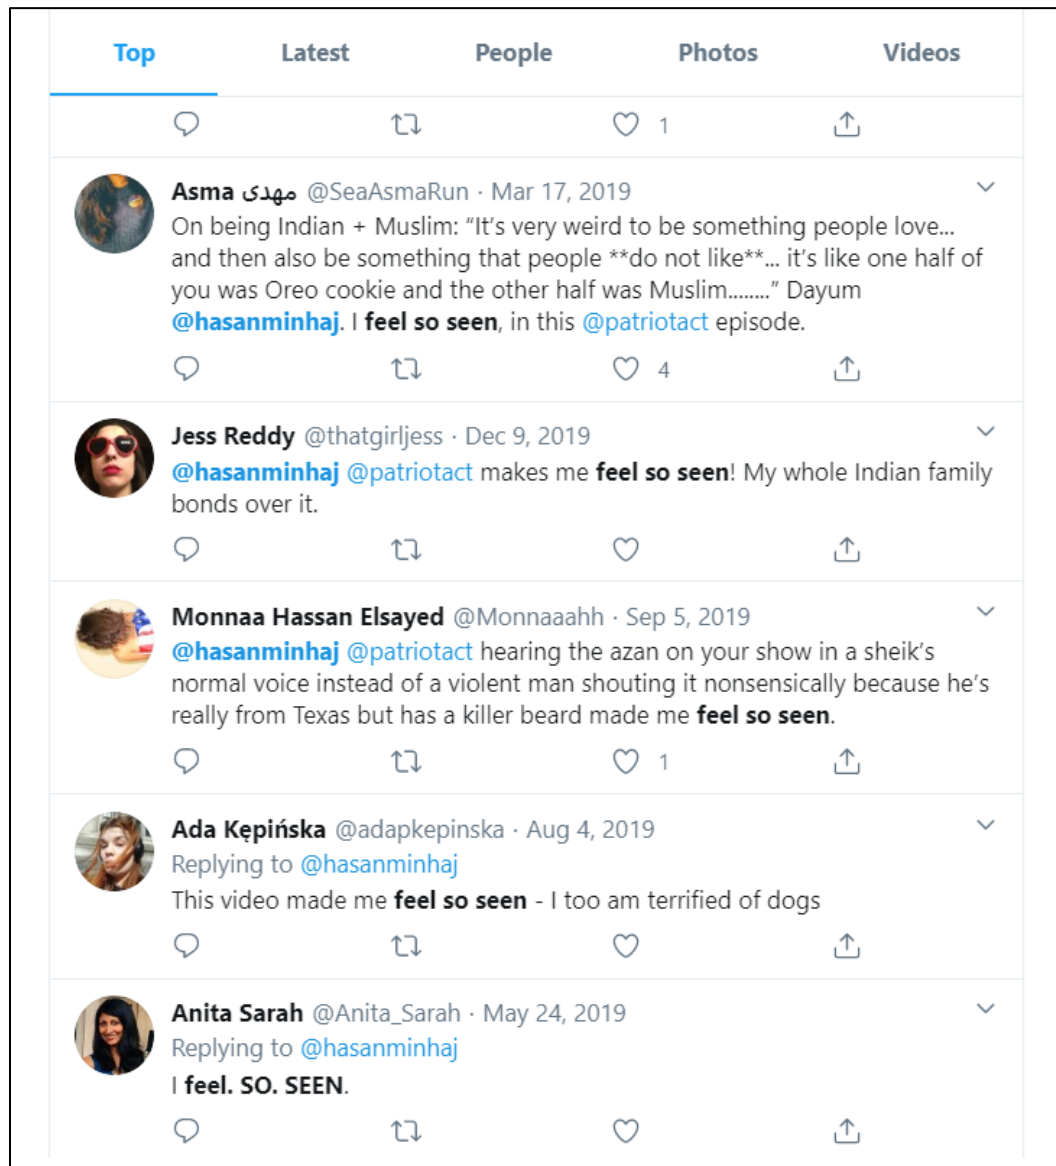 Top Latest People Photos Videos
1
Asma مهدی @SeaAsmaRun · Mar 17, 2019
On being Indian + Muslim: “It’s very weird to be something people love...
and then also be something that people **do not like**... it’s like one half of
you was Oreo cookie and the other half was Muslim........” Dayum
@hasanminhaj. I feel so seen, in this @patriotact episode.
4
Jess Reddy @thatgirljess · Dec 9, 2019
@hasanminhaj @patriotact makes me feel so seen! My whole Indian family
bonds over it.
Monnaa Hassan Elsayed @Monnaaahh · Sep 5, 2019
@hasanminhaj @patriotact hearing the azan on your show in a sheik’s
normal voice instead of a violent man shouting it nonsensically because he’s
really from Texas but has a killer beard made me feel so seen.
1
Ada Kępińska @adapkepinska · Aug 4, 2019
Replying to @hasanminhaj
This video made me feel so seen - I too am terrified of dogs
Anita Sarah @Anita_Sarah · May 24, 2019
Replying to @hasanminhaj
I feel. SO. SEEN.